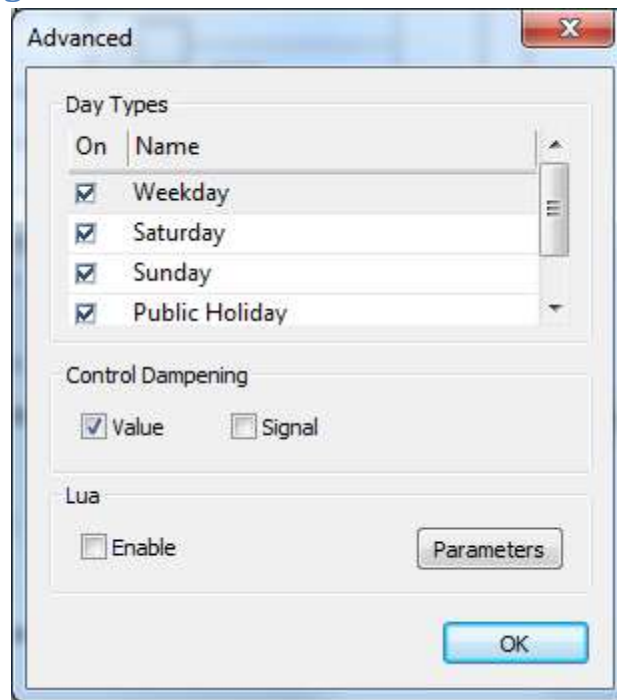 Advanced
Day Types
On Name
Weekday
Saturday
Sunday
Public Holiday
Control Dampening
Value Signal
Lua
Enable Parameters
OK